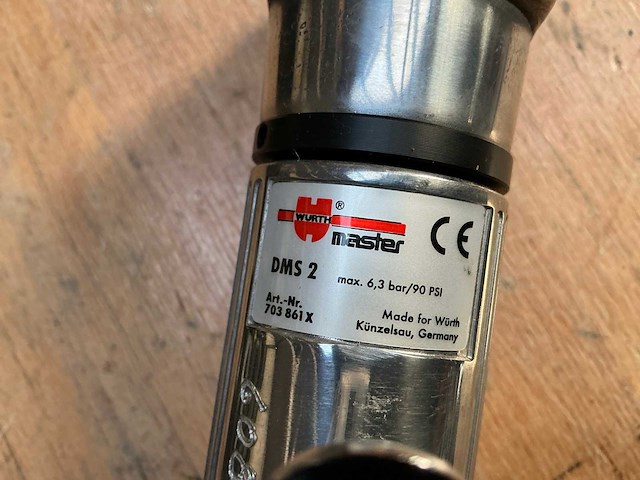 WÜRTH®
master
CE
DMS 2
max. 6,3 bar/90 PSI
Art.-Nr.
703 861 X
Made for Würth
Künzelsau, Germany